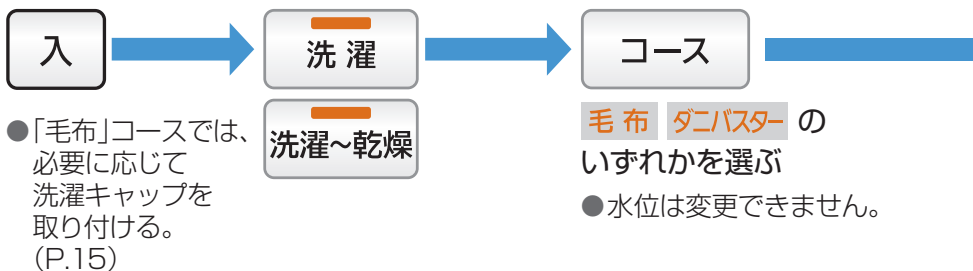 入
●「毛布」コースでは、
必要に応じて
洗濯キャップを
取り付ける。
(P.15)
洗 濯
洗濯~乾燥
コース
毛 布 ダニバスター の
いずれかを選ぶ
●水位は変更できません。